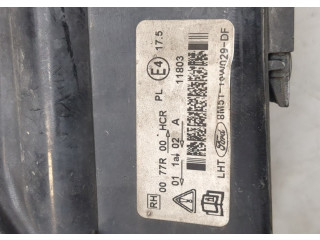 RH 00 77R 00 HCR PL E4 17.5
01 1a 02 A 11803
Ford
LHT 8M51-13W029-DF